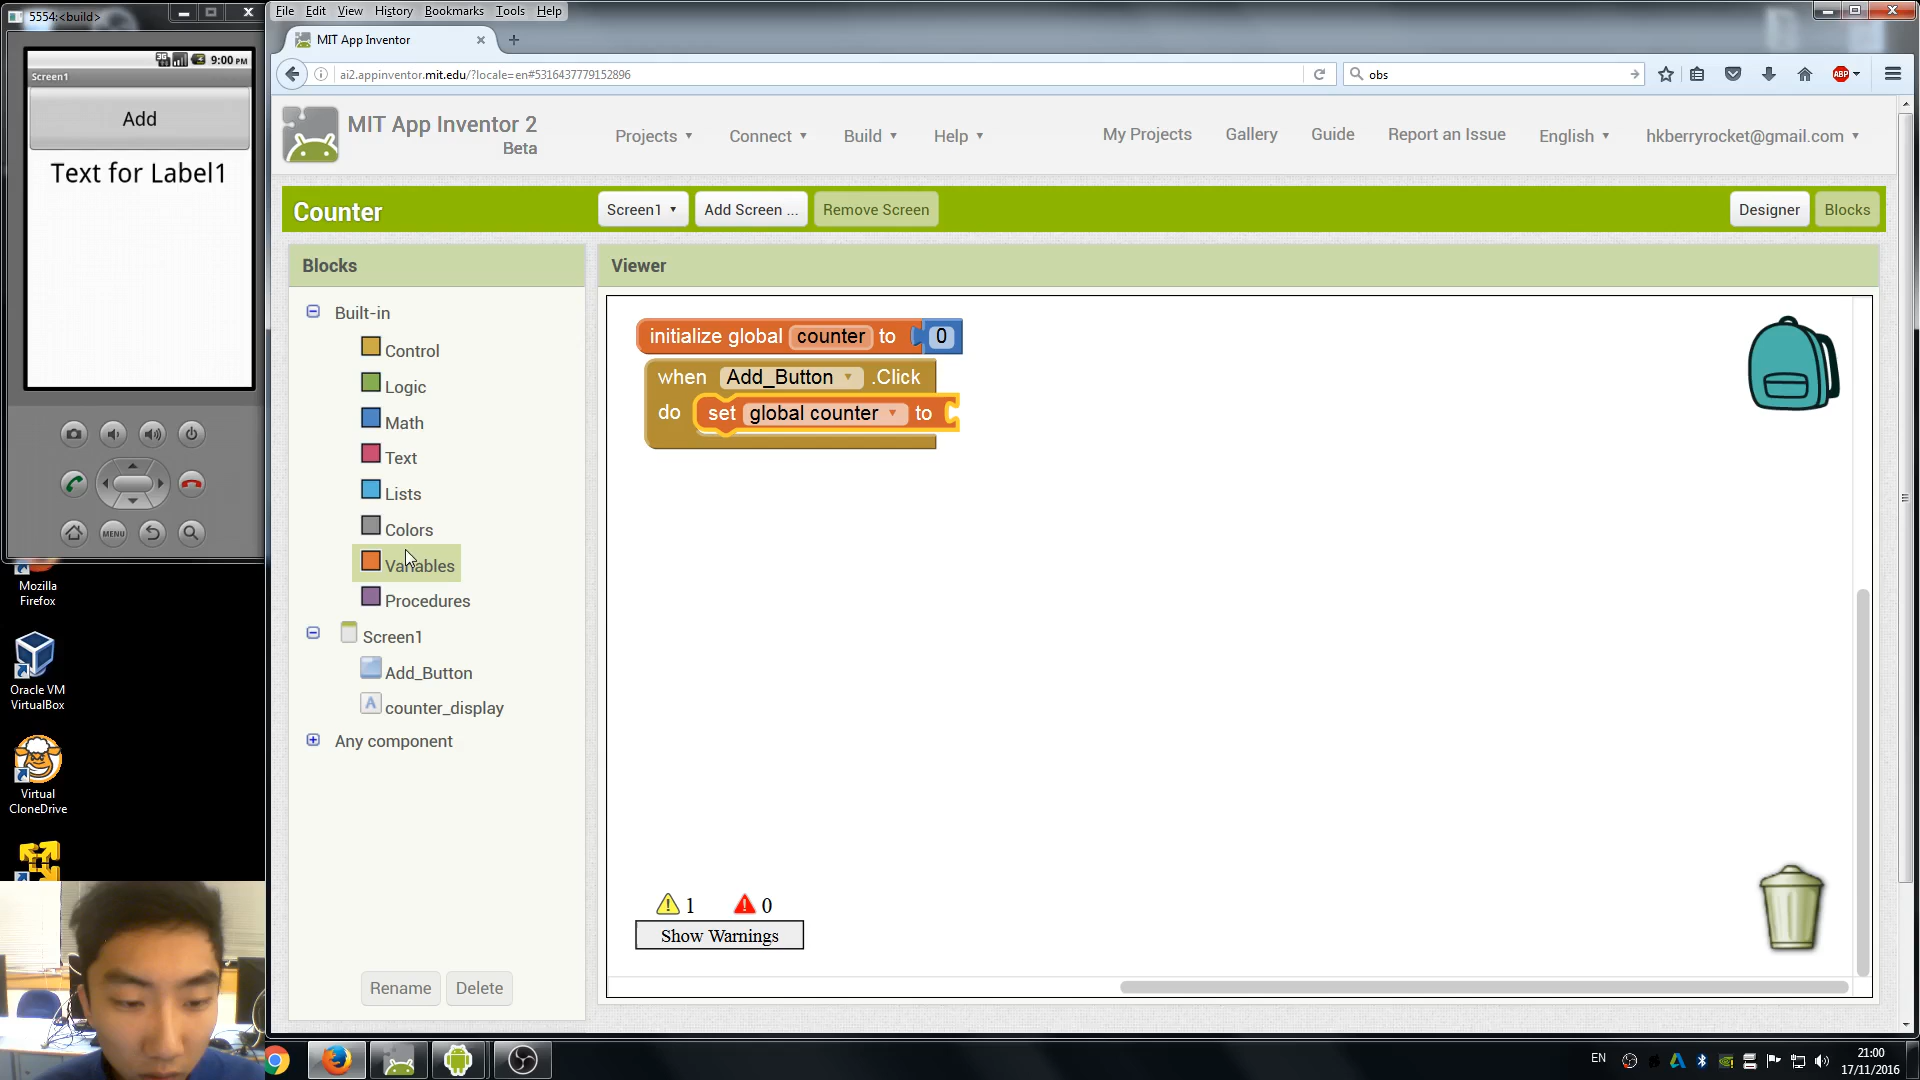 5554:<build>
File Edit View History Bookmarks Tools Help
MIT App Inventor
ai2.appinventor.mit.edu/?locale=en#5316437779152896
obs
ABP
3G
9:00 PM
Screen1
Add
Text for Label1
MENU
MIT App Inventor 2
Beta
Projects Connect Build Help My Projects Gallery Guide Report an Issue English hkberryrocket@gmail.com
Counter
Screen1 Add Screen ... Remove Screen Designer Blocks
Blocks
Viewer
Built-in
Control
Logic
Math
Text
Lists
Colors
Variables
Procedures
Screen1
Add_Button
A counter_display
Any component
Rename Delete
initialize global counter to 0
when Add_Button .Click
do set global counter to
1 0
Show Warnings
Mozilla
Firefox
Oracle VM
VirtualBox
Virtual
CloneDrive
EN
21:00
17/11/2016